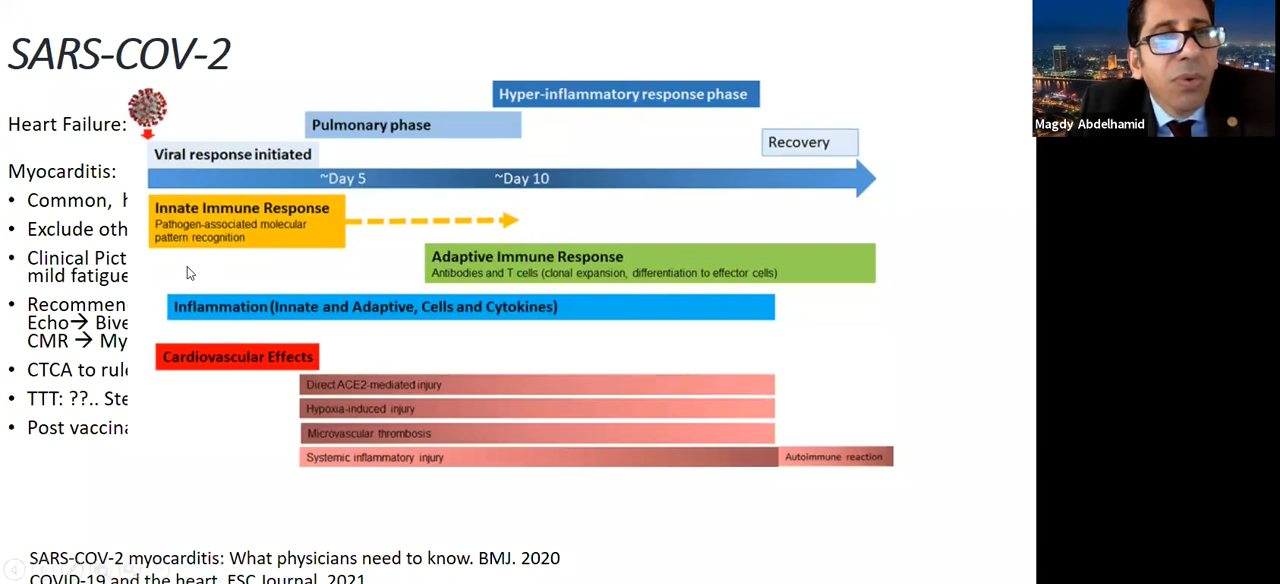 SARS-COV-2
Heart Failure:
Myocarditis:
• Common,
• Exclude oth
• Clinical Pict
mild fatigue
• Recommen
Echo→ Bive
CMR → My
• CTCA to rule
• TTT: ??.. Ste
• Post vaccina
Hyper-inflammatory response phase
Pulmonary phase
Recovery
Viral response initiated
~Day 5
~Day 10
Innate Immune Response
Pathogen-associated molecular
pattern recognition
Adaptive Immune Response
Antibodies and T cells (clonal expansion, differentiation to effector cells)
Inflammation (Innate and Adaptive, Cells and Cytokines)
Cardiovascular Effects
Direct ACE2-mediated injury
Hypoxia-induced injury
Microvascular thrombosis
Systemic inflammatory injury
Autoimmune reaction
SARS-COV-2 myocarditis: What physicians need to know. BMJ. 2020
COVID-19 and the heart. ESC Journal. 2021
Magdy Abdelhamid